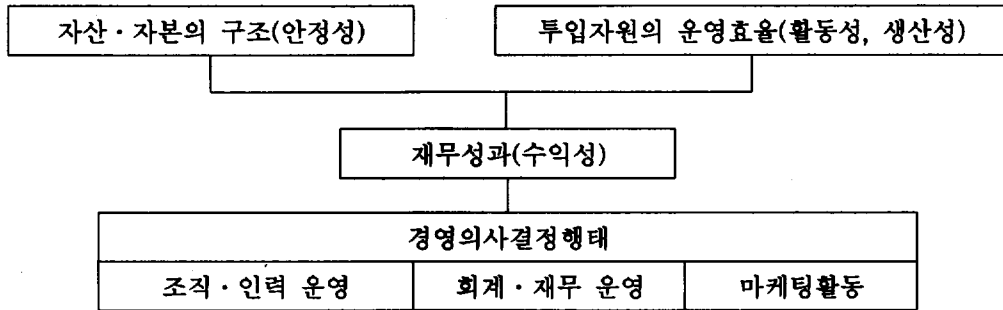 자산·자본의 구조(안정성)
투입자원의 운영효율(활동성, 생산성)
재무성과(수익성)
경영의사결정행태
조직·인력 운영
회계·재무 운영
마케팅활동